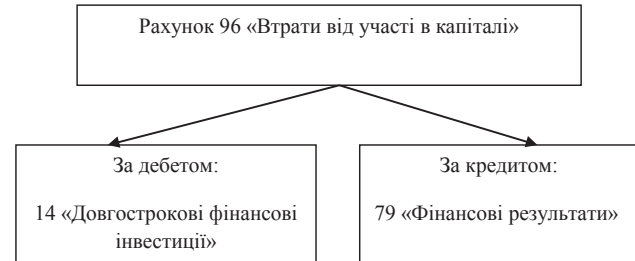 Рахунок 96 «Втрати від участі в капіталі»
За дебетом:
14 «Довгострокові фінансові
інвестиції»
За кредитом:
79 «Фінансові результати»